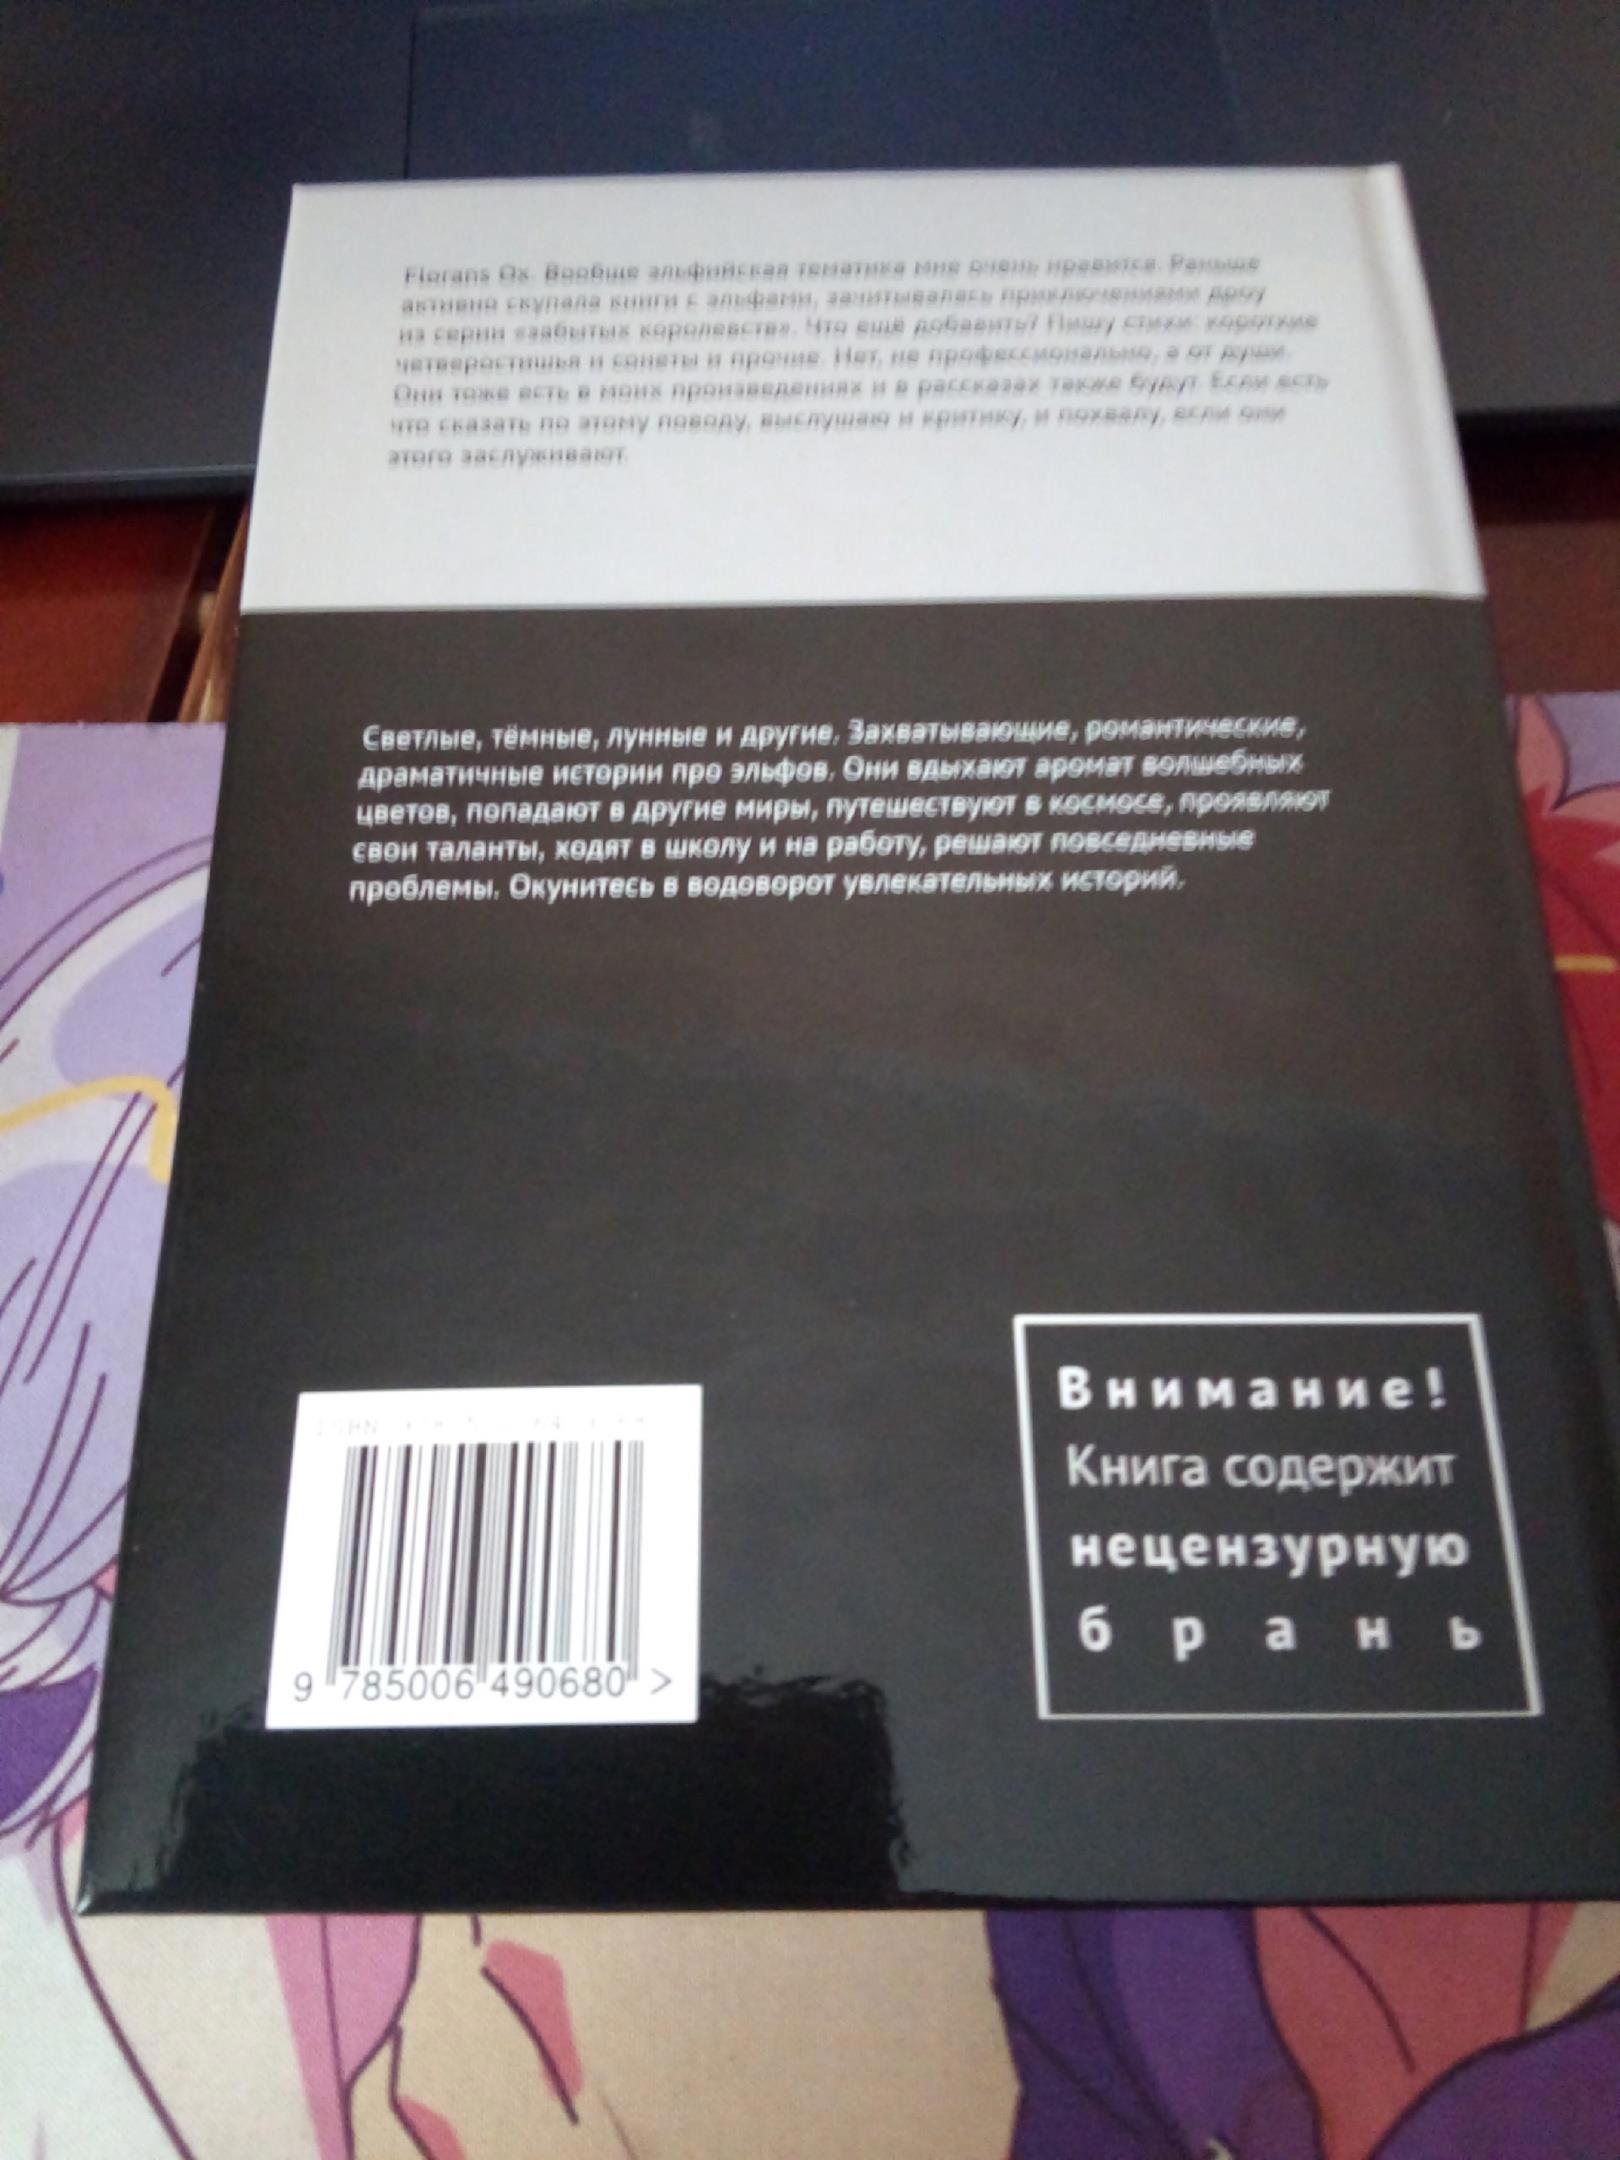 Florans Ox. Вообще эльфийская тематика мне очень нравится. Раньше
активно скупала книги с эльфами, зачитывалась приключениями дроу
из серии «забытых королевств». Что ещё добавить? Пишу стихи: короткие
четверостишья и сонеты и прочие. Нет, не профессионально, а от души.
Они тоже есть в моих произведениях и в рассказах также будут. Если есть
что сказать по этому поводу, выслушаю и критику, и похвалу, если они
этого заслуживают.
Светлые, тёмные, лунные и другие. Захватывающие, романтические,
драматичные истории про эльфов. Они вдыхают аромат волшебных
цветов, попадают в другие миры, путешествуют в космосе, проявляют
свои таланты, ходят в школу и на работу, решают повседневные
проблемы. Окунитесь в водоворот увлекательных историй.
Внимание!
Книга содержит
нецензурную
брань
ISBN
9 785006 490680 >